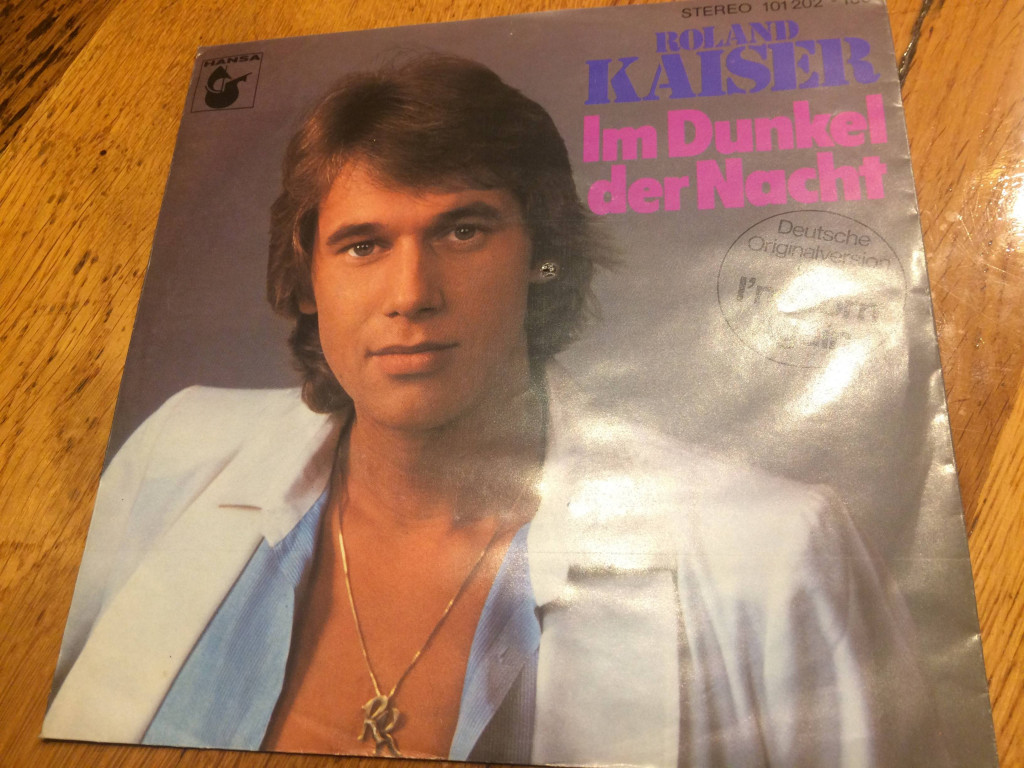 HANSA
STEREO 101 202
ROLAND
KAISER
Im Dunkel
der Nacht
Deutsche
Originalversion